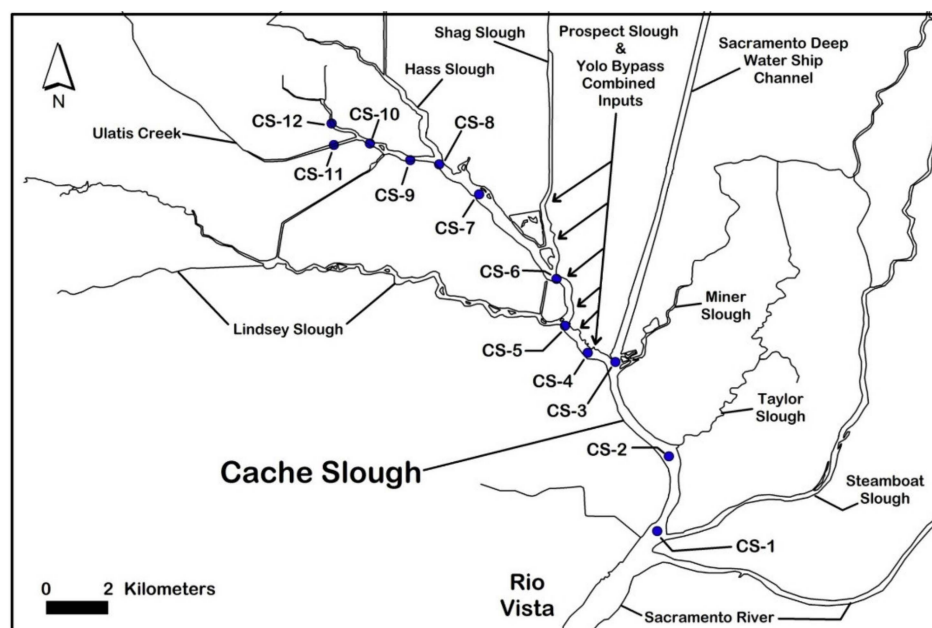 Shag Slough
Prospect Slough
&
Yolo Bypass
Combined
Inputs
Sacramento Deep
Water Ship
Channel
Hass Slough
N
Ulatis Creek
CS-12
CS-10
CS-8
CS-11
CS-9
CS-7
CS-6
Lindsey Slough
Miner
Slough
CS-5
CS-4
CS-3
Taylor
Slough
CS-2
Cache Slough
Steamboat
Slough
CS-1
0 2 Kilometers
Rio
Vista
Sacramento River